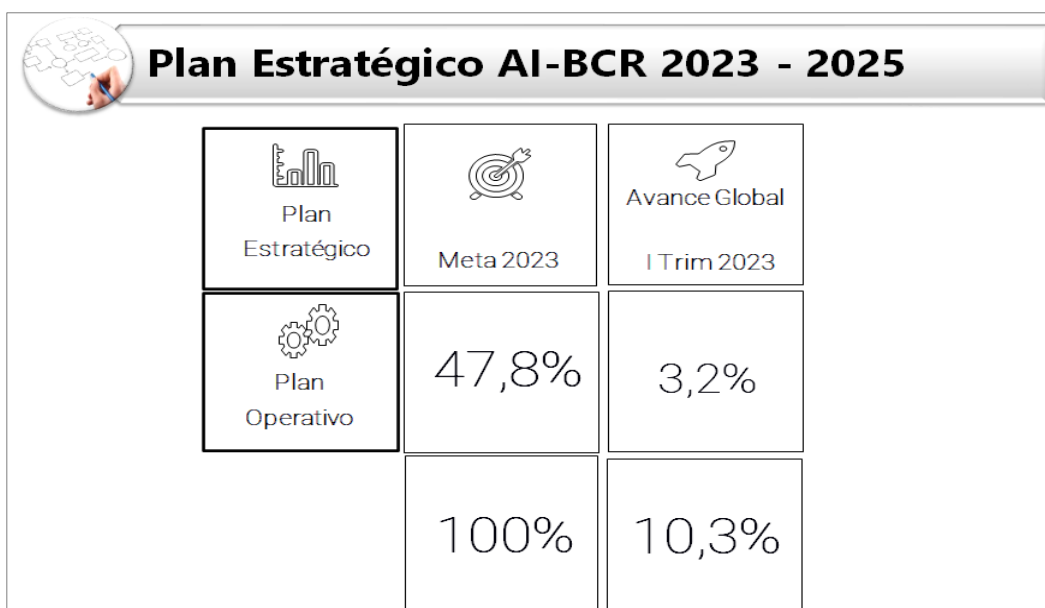 Plan Estratégico AI-BCR 2023 - 2025
Plan
Estratégico
Meta 2023
Avance Global
I Trim 2023
Plan
Operativo
47,8%
3,2%
100%
10,3%